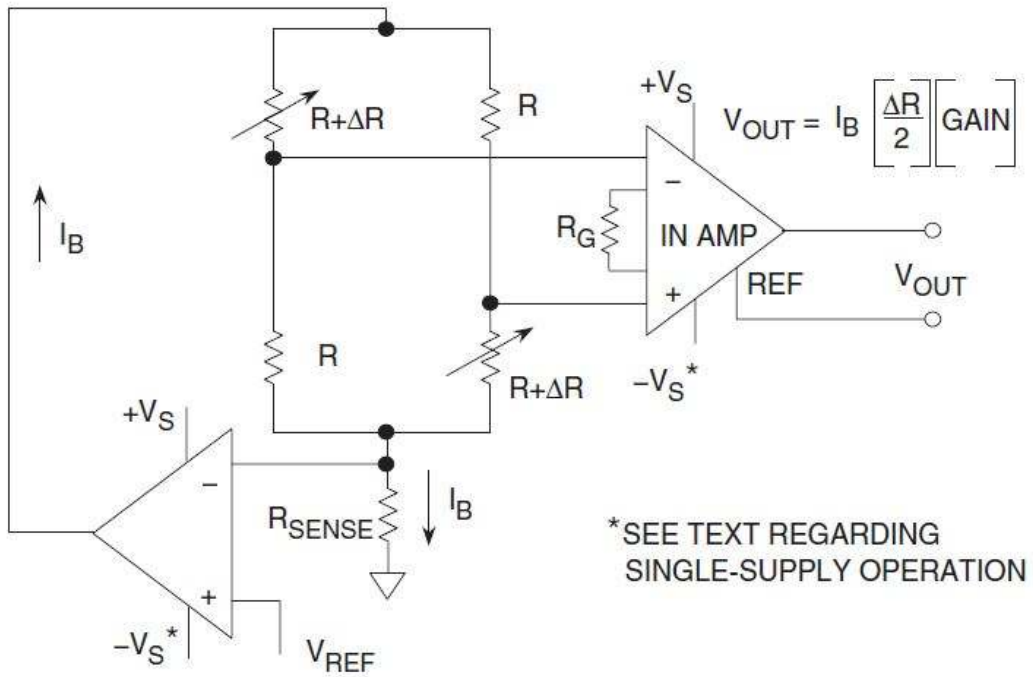 +VS
VOUT = IB [ΔR/2] [GAIN]
R+ΔR
R
−
RG
IN AMP
IB
+
REF
VOUT
R
R+ΔR
−VS*
+VS
−
RSENSE
IB
*SEE TEXT REGARDING
SINGLE-SUPPLY OPERATION
+
−VS*
VREF